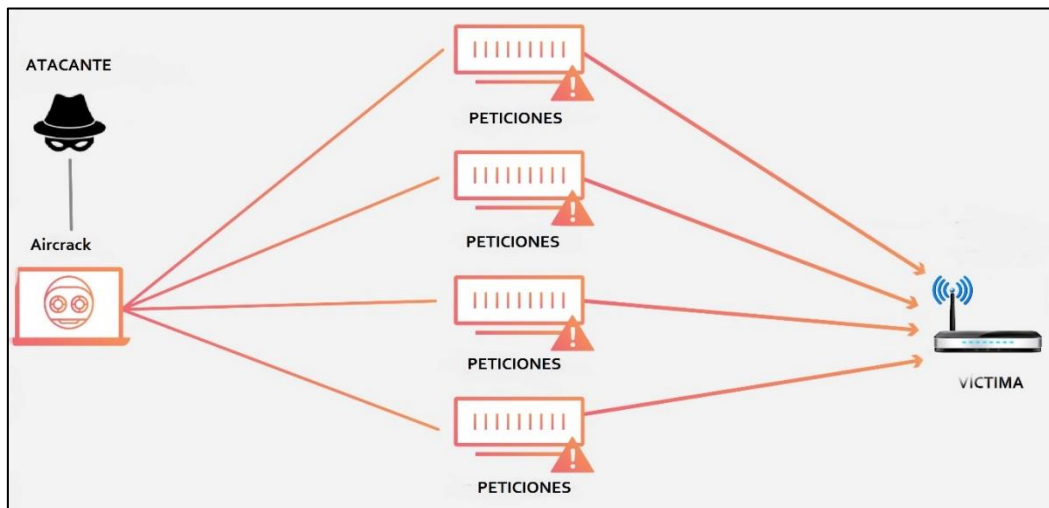 ATACANTE
Aircrack
PETICIONES
PETICIONES
PETICIONES
PETICIONES
VÍCTIMA